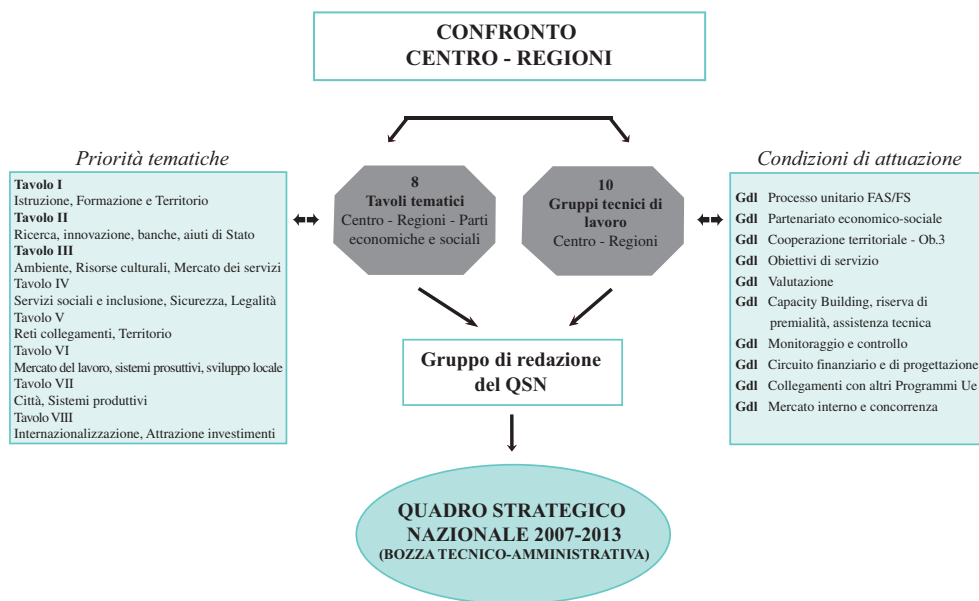 CONFRONTO
CENTRO - REGIONI
Priorità tematiche
Tavolo I
Istruzione, Formazione e Territorio
Tavolo II
Ricerca, innovazione, banche, aiuti di Stato
Tavolo III
Ambiente, Risorse culturali, Mercato dei servizi
Tavolo IV
Servizi sociali e inclusione, Sicurezza, Legalità
Tavolo V
Reti collegamenti, Territorio
Tavolo VI
Mercato del lavoro, sistemi prosuttivi, sviluppo locale
Tavolo VII
Città, Sistemi produttivi
Tavolo VIII
Internazionalizzazione, Attrazione investimenti
8
Tavoli tematici
Centro - Regioni - Parti
economiche e sociali
10
Gruppi tecnici di
lavoro
Centro - Regioni
Condizioni di attuazione
Gdl Processo unitario FAS/FS
Gdl Partenariato economico-sociale
Gdl Cooperazione territoriale - Ob.3
Gdl Obiettivi di servizio
Gdl Valutazione
Gdl Capacity Building, riserva di
premialità, assistenza tecnica
Gdl Monitoraggio e controllo
Gdl Circuito finanziario e di progettazione
Gdl Collegamenti con altri Programmi Ue
Gdl Mercato interno e concorrenza
Gruppo di redazione
del QSN
QUADRO STRATEGICO
NAZIONALE 2007-2013
(BOZZA TECNICO-AMMINISTRATIVA)